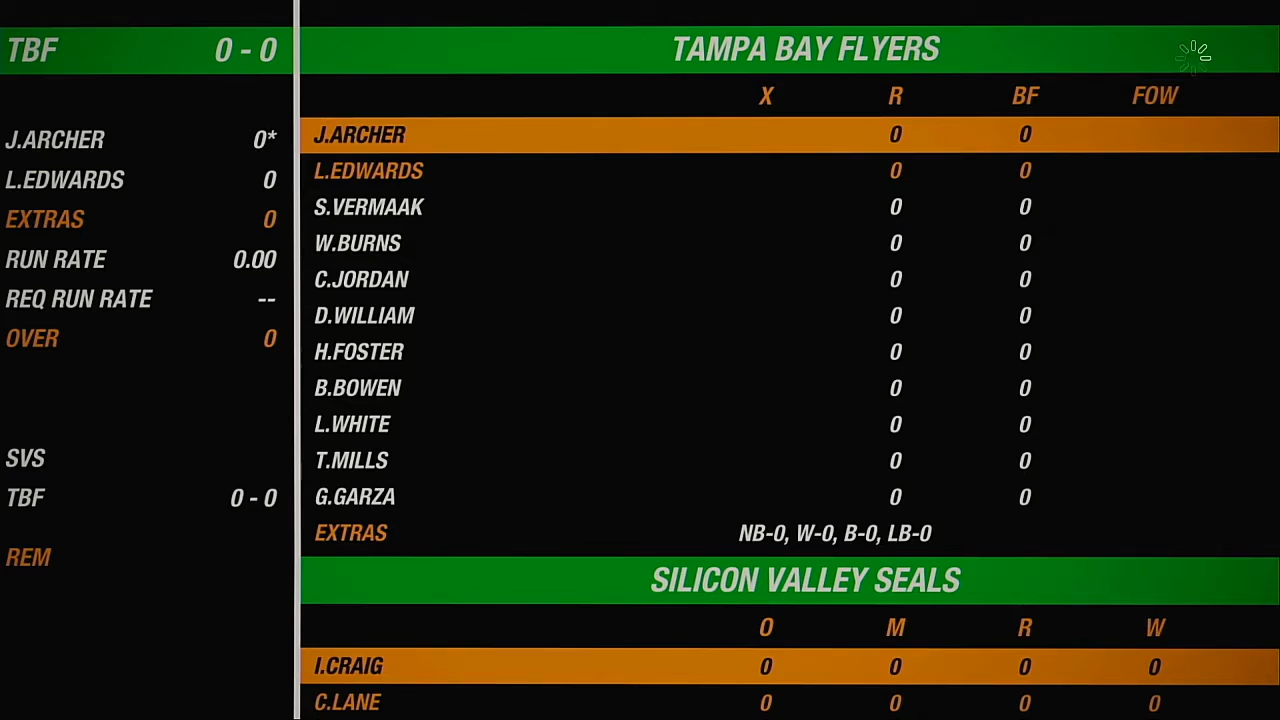 TBF 0 - 0
J.ARCHER 0*
L.EDWARDS 0
EXTRAS 0
RUN RATE 0.00
REQ RUN RATE --
OVER 0
SVS
TBF 0 - 0
REM
TAMPA BAY FLYERS
X R BF FOW
J.ARCHER 0 0
L.EDWARDS 0 0
S.VERMAAK 0 0
W.BURNS 0 0
C.JORDAN 0 0
D.WILLIAM 0 0
H.FOSTER 0 0
B.BOWEN 0 0
L.WHITE 0 0
T.MILLS 0 0
G.GARZA 0 0
EXTRAS NB-0, W-0, B-0, LB-0
SILICON VALLEY SEALS
O M R W
I.CRAIG 0 0 0 0
C.LANE 0 0 0 0